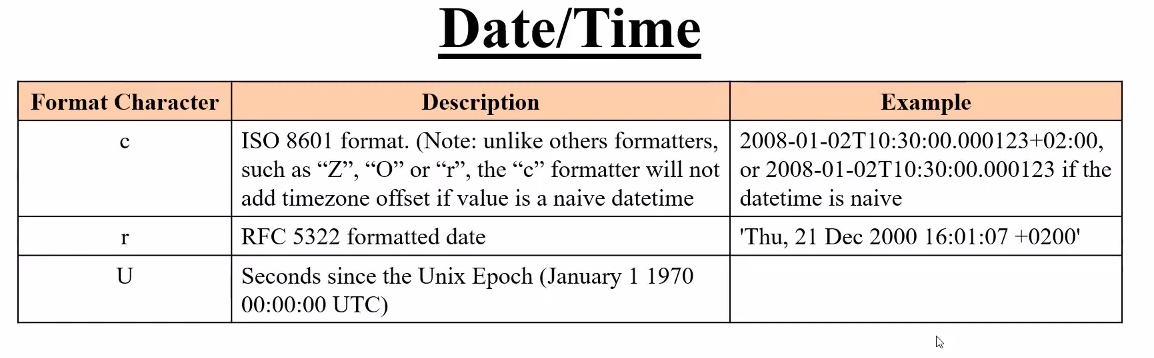 Date/Time
Format Character Description Example
c
ISO 8601 format. (Note: unlike others formatters,
such as “Z”, “O” or “r”, the “c” formatter will not
add timezone offset if value is a naive datetime
2008-01-02T10:30:00.000123+02:00,
or 2008-01-02T10:30:00.000123 if the
datetime is naive
r
RFC 5322 formatted date
'Thu, 21 Dec 2000 16:01:07 +0200'
U
Seconds since the Unix Epoch (January 1 1970
00:00:00 UTC)